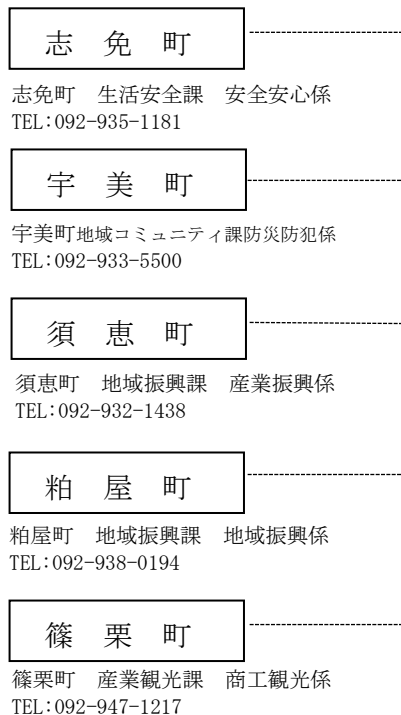 志免町
志免町　生活安全課　安全安心係
TEL:092-935-1181
宇美町
宇美町地域コミュニティ課防災防犯係
TEL:092-933-5500
須恵町
須恵町　地域振興課　産業振興係
TEL:092-932-1438
粕屋町
粕屋町　地域振興課　地域振興係
TEL:092-938-0194
篠栗町
篠栗町　産業観光課　商工観光係
TEL:092-947-1217